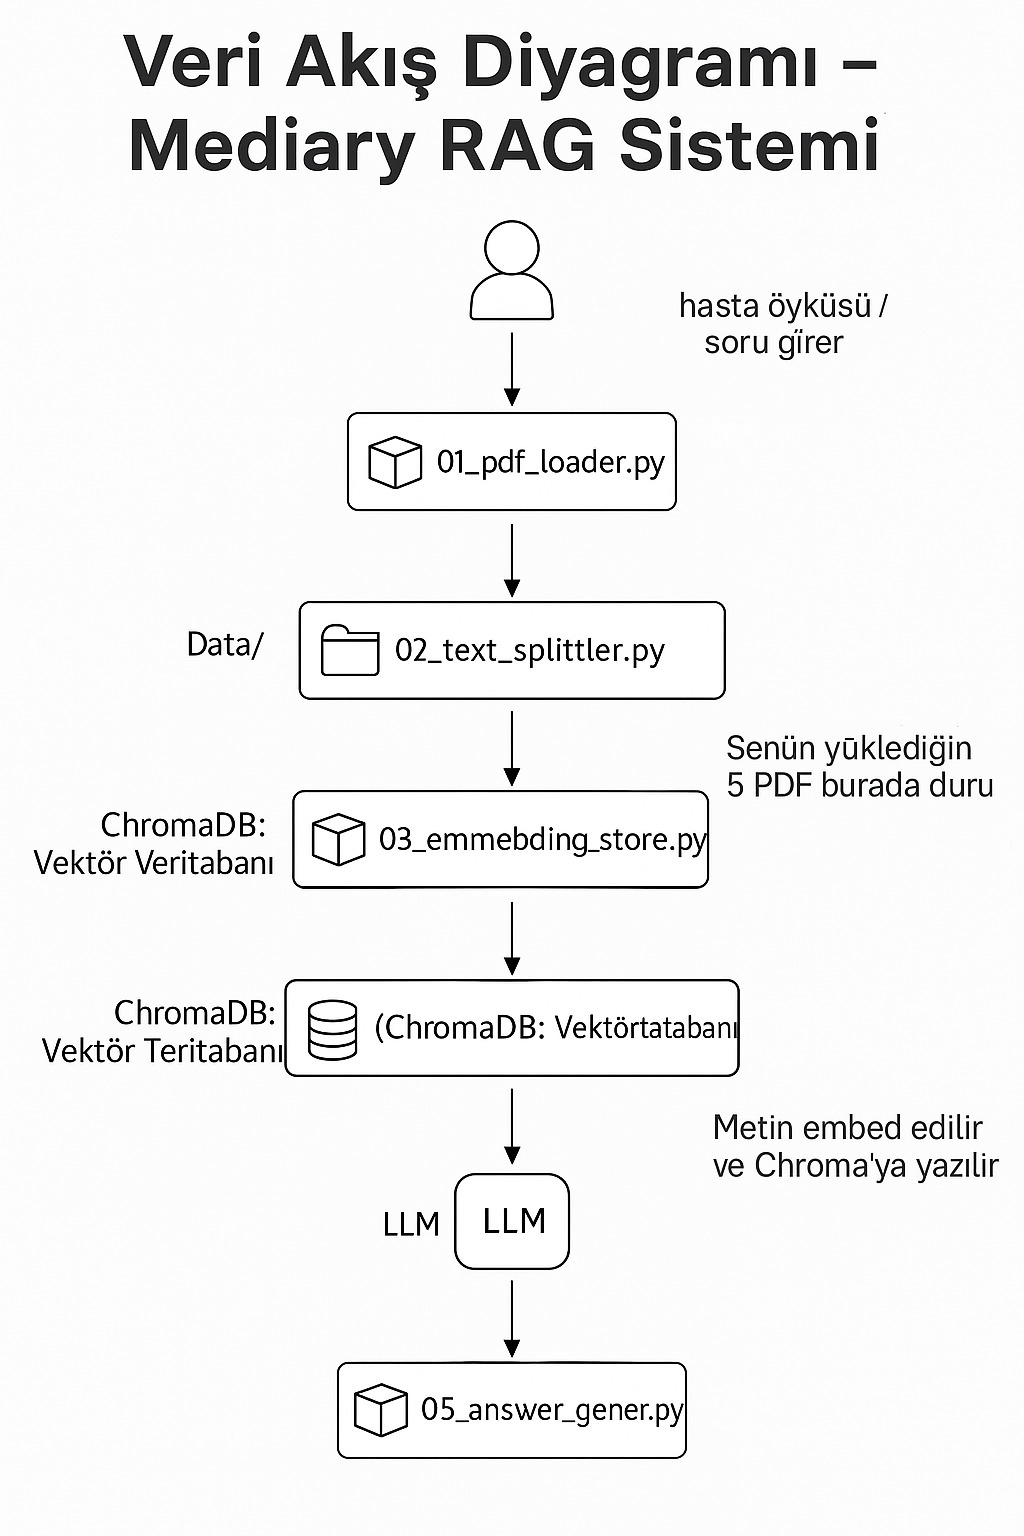 Veri Akış Diyagramı –
Mediary RAG Sistemi
hasta öyküsü /
soru gïrer
01_pdf_loader.py
Data/
02_text_splittler.py
Senün yūklediğin
5 PDF burada duru
ChromaDB:
Vektör Veritabanı
03_emmebding_store.py
ChromaDB:
Vektör Teritabanı
(ChromaDB: Vektörtatabanı
Metin embed edilir
ve Chroma'ya yazılir
LLM
LLM
05_answer_gener.py